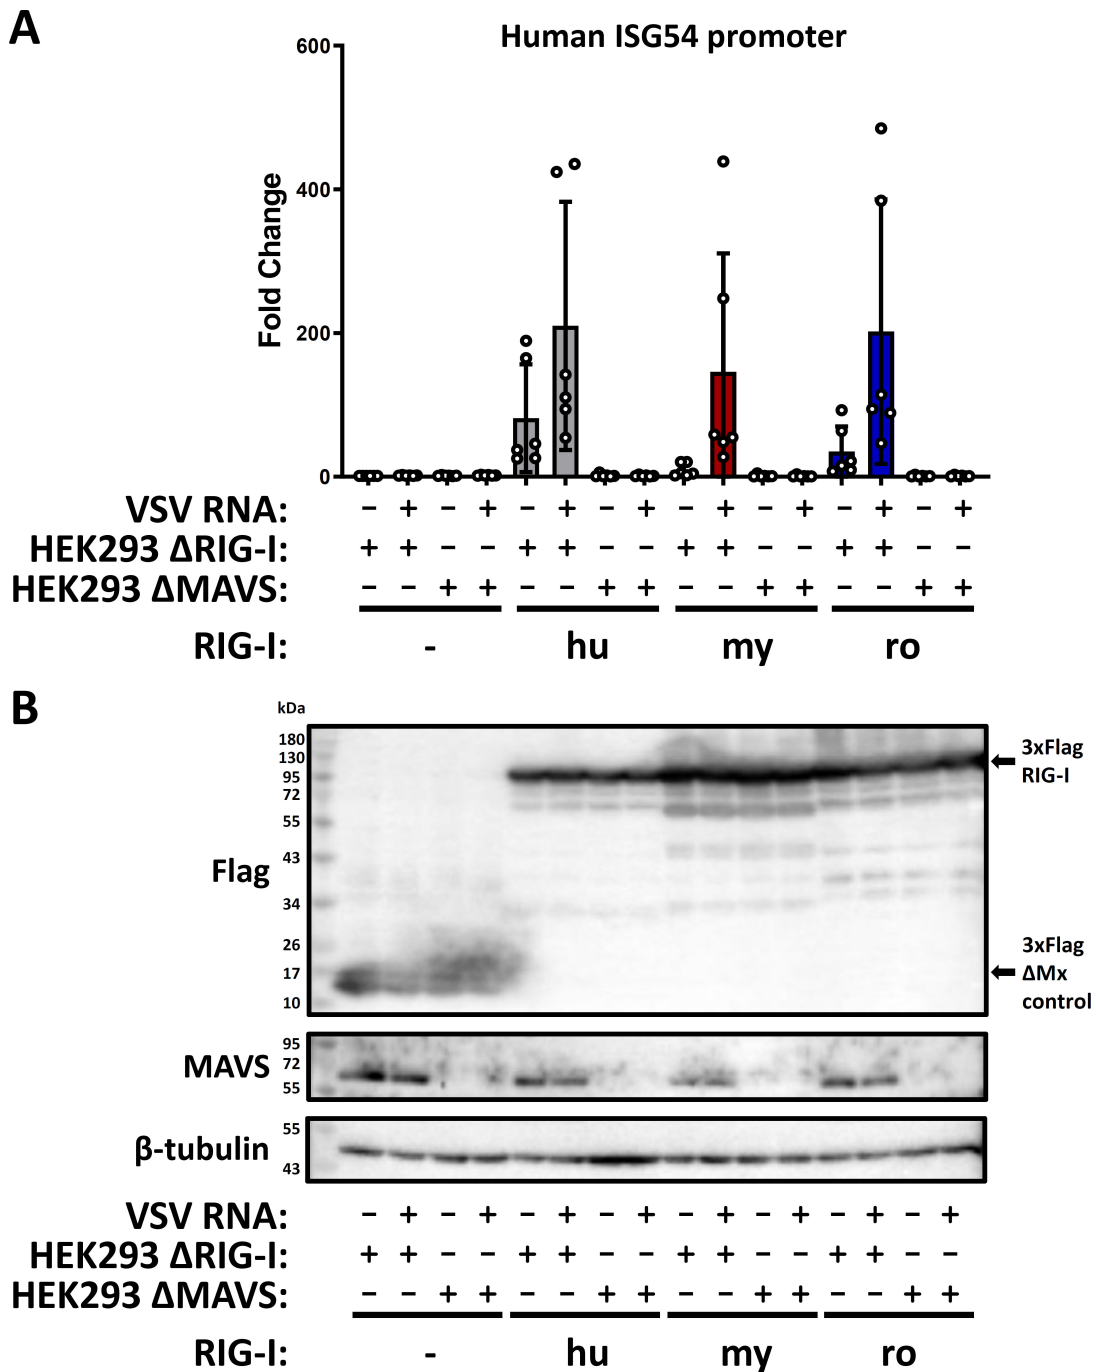 A
Human ISG54 promoter
Fold Change
600
400
200
0
VSV RNA: − + − + − + − + − + − + − + − +
HEK293 ΔRIG-I: + + − − + + − − + + − − + + − −
HEK293 ΔMAVS: − − + + − − + + − − + + − − + +
RIG-I: - hu my ro
B
kDa
180
130
95
72
55
43
34
26
17
10
Flag
3xFlag
RIG-I
3xFlag
ΔMx
control
MAVS
95
72
55
β-tubulin
55
43
VSV RNA: − + − + − + − + − + − + − + − +
HEK293 ΔRIG-I: + + − − + + − − + + − − + + − −
HEK293 ΔMAVS: − − + + − − + + − − + + − − + +
RIG-I: - hu my ro